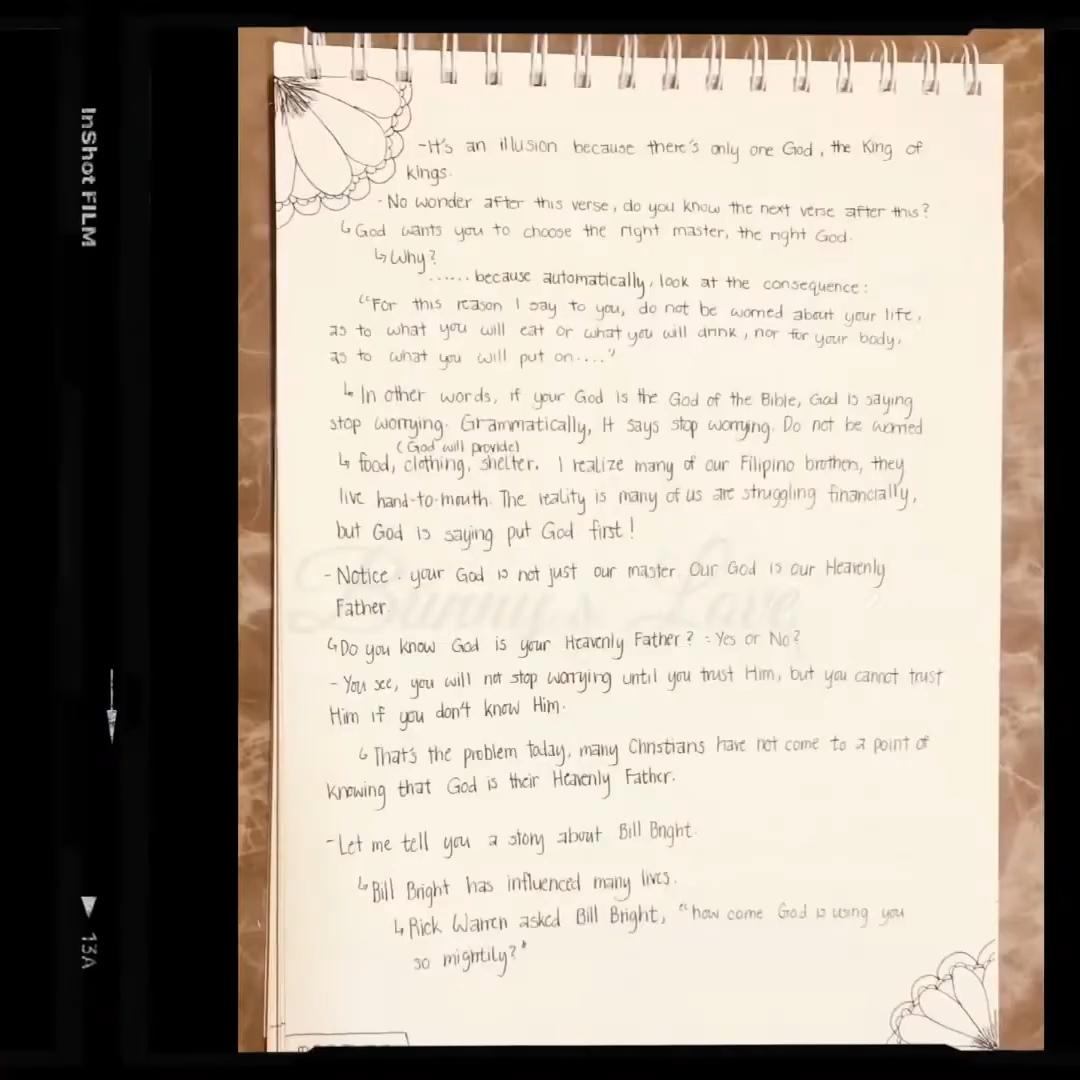 InShot FILM
13A
-It's an illusion because there's only one God, the King of
kings.
- No wonder after this verse, do you know the next verse after this?
↳ God wants you to choose the right master, the right God.
↳ Why?
...... because automatically, look at the consequence:
"For this reason I say to you, do not be worried about your life,
as to what you will eat or what you will drink, nor for your body,
as to what you will put on...."
↳ In other words, if your God is the God of the Bible, God is saying
stop worrying. Grammatically, It says stop worrying. Do not be worried
(God will provide)
↳ food, clothing, shelter. I realize many of our Filipino brothen, they
live hand-to-mouth. The reality is many of us are struggling financially,
but God is saying put God first!
- Notice. your God is not just our master. Our God is our Heavenly
Father.
Bunny's Love
↳ Do you know God is your Heavenly Father? = Yes or No?
- You see, you will not stop worrying until you trust Him, but you cannot trust
Him if you don't know Him.
↳ That's the problem today, many Christians have not come to a point of
knowing that God is their Heavenly Father.
- Let me tell you a story about Bill Bright.
↳ Bill Bright has influenced many lives.
↳ Rick Warren asked Bill Bright, "how come God is using you
so mightily?"